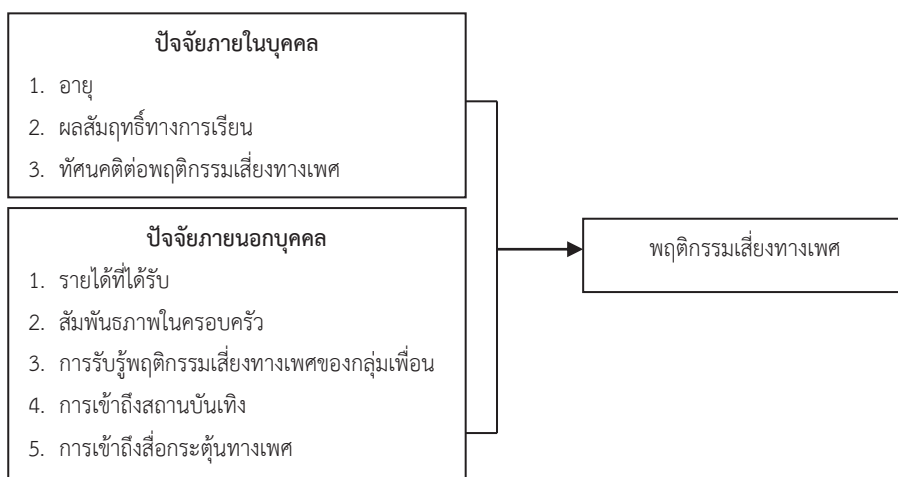 ปัจจัยภายในบุคคล
1. อายุ
2. ผลสัมฤทธิ์ทางการเรียน
3. ทัศนคติต่อพฤติกรรมเสี่ยงทางเพศ
ปัจจัยภายนอกบุคคล
1. รายได้ที่ได้รับ
2. สัมพันธภาพในครอบครัว
3. การรับรู้พฤติกรรมเสี่ยงทางเพศของกลุ่มเพื่อน
4. การเข้าถึงสถานบันเทิง
5. การเข้าถึงสื่อกระตุ้นทางเพศ
พฤติกรรมเสี่ยงทางเพศ